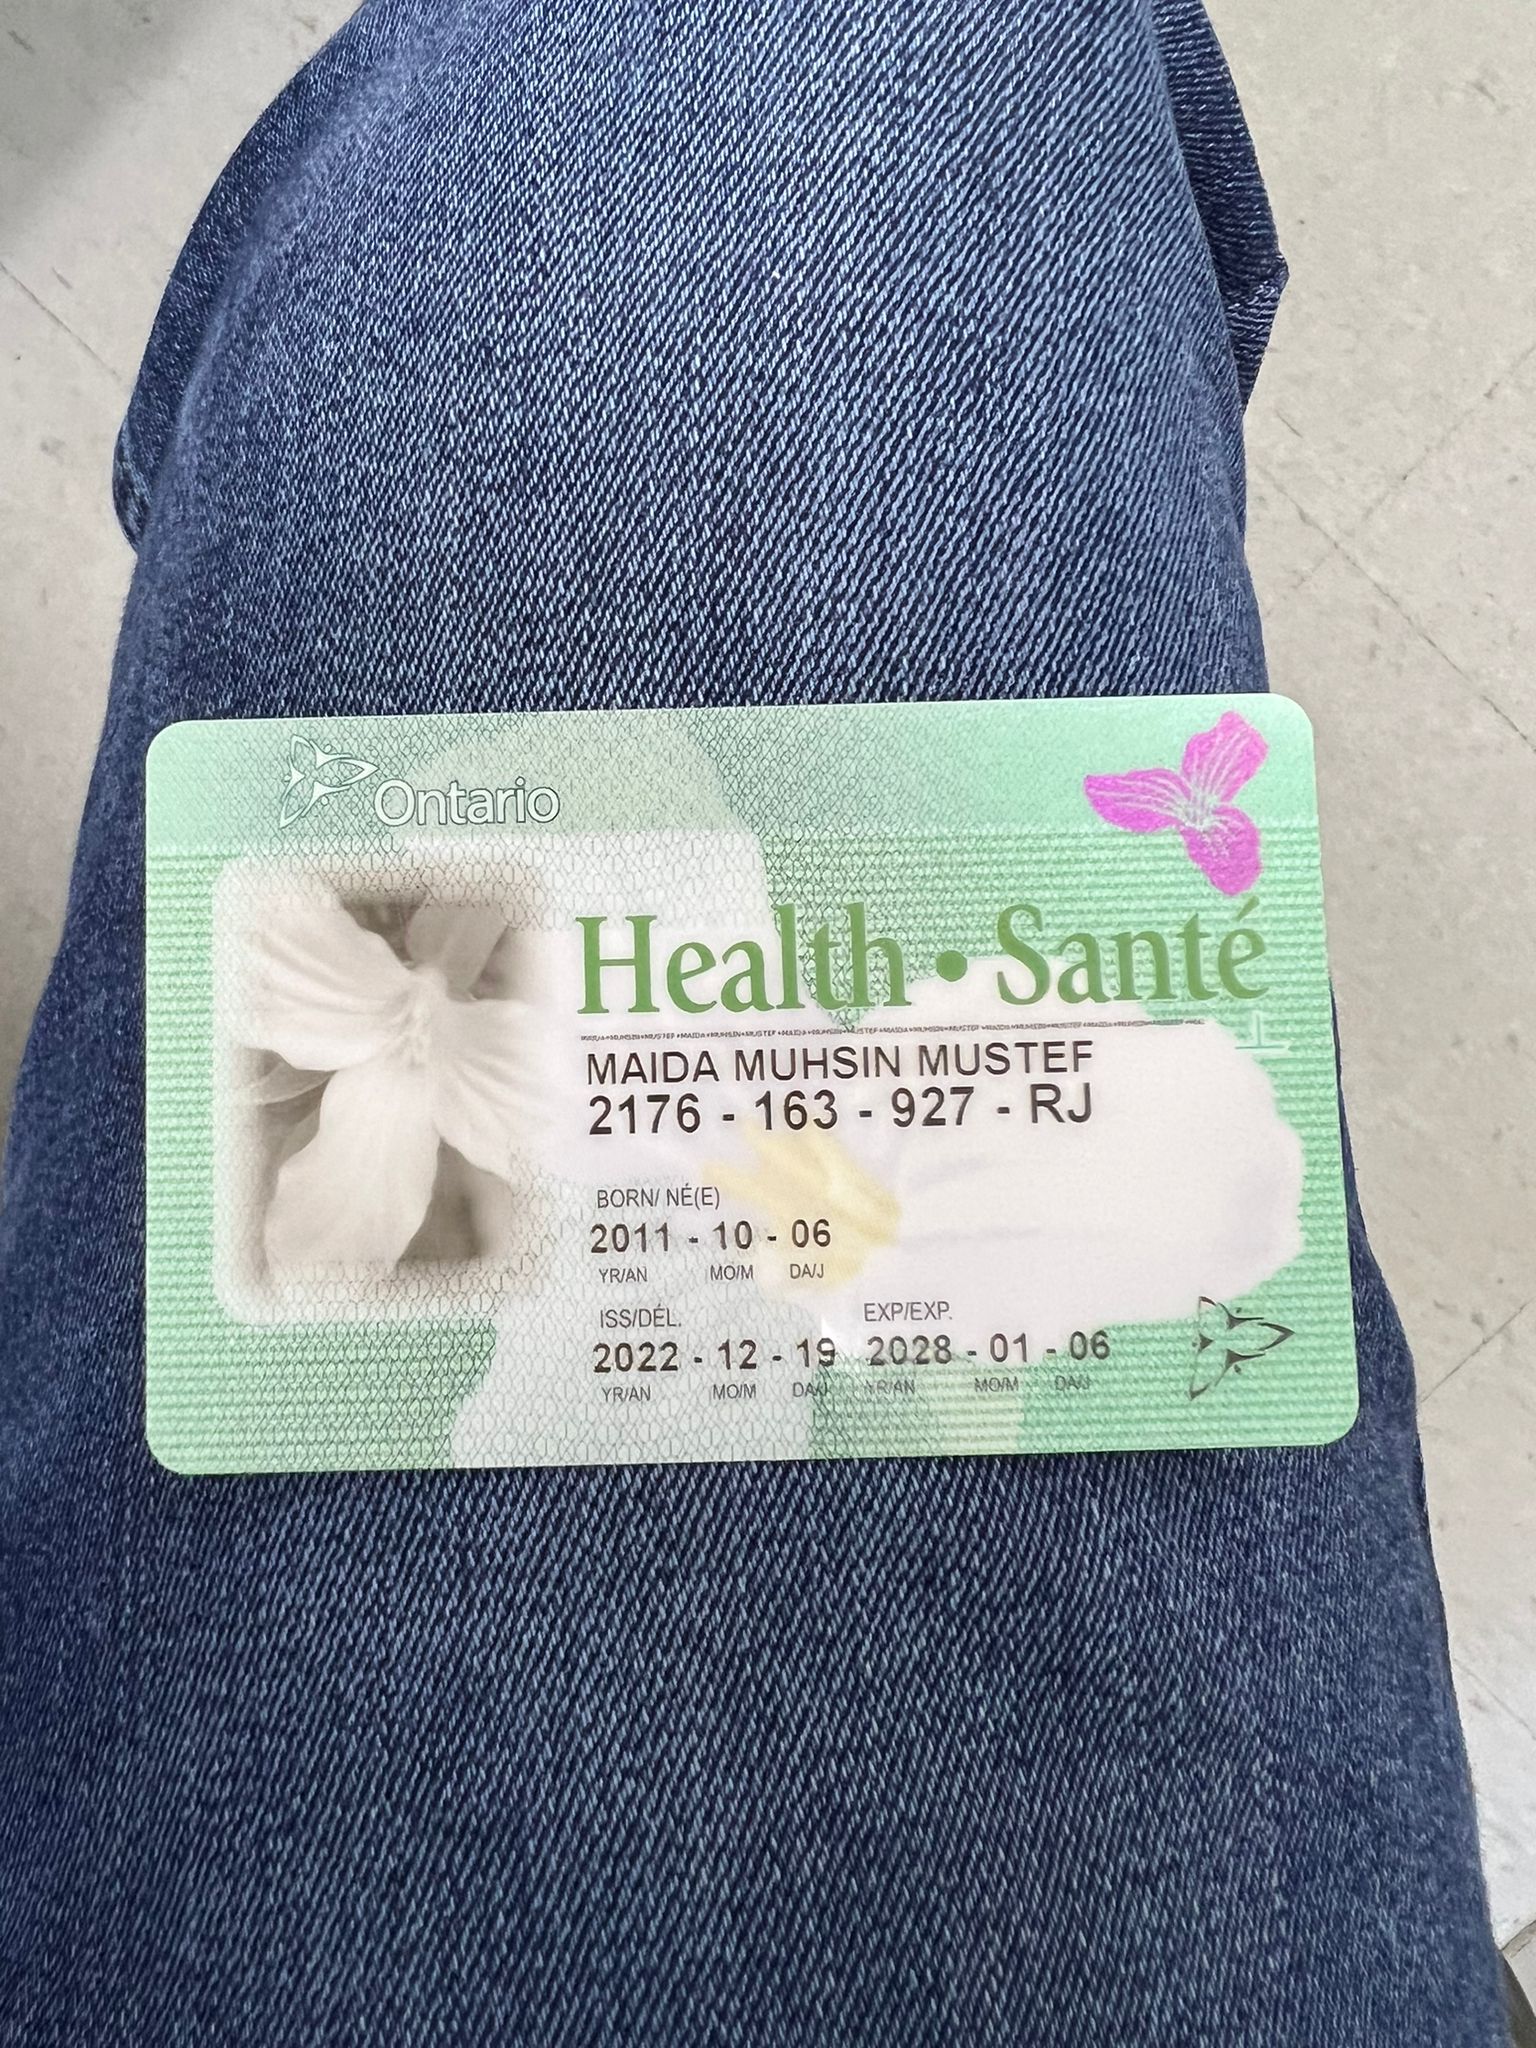 Ontario
Health • Santé
MAIDA MUHSIN MUSTEF
2176 - 163 - 927 - RJ
BORN/ NÉ(E)
2011 - 10 - 06
YR/AN MO/M DA/J
ISS/DÉL. EXP/EXP.
2022 - 12 - 19 2028 - 01 - 06
YR/AN MO/M DA/J YR/AN MO/M DA/J